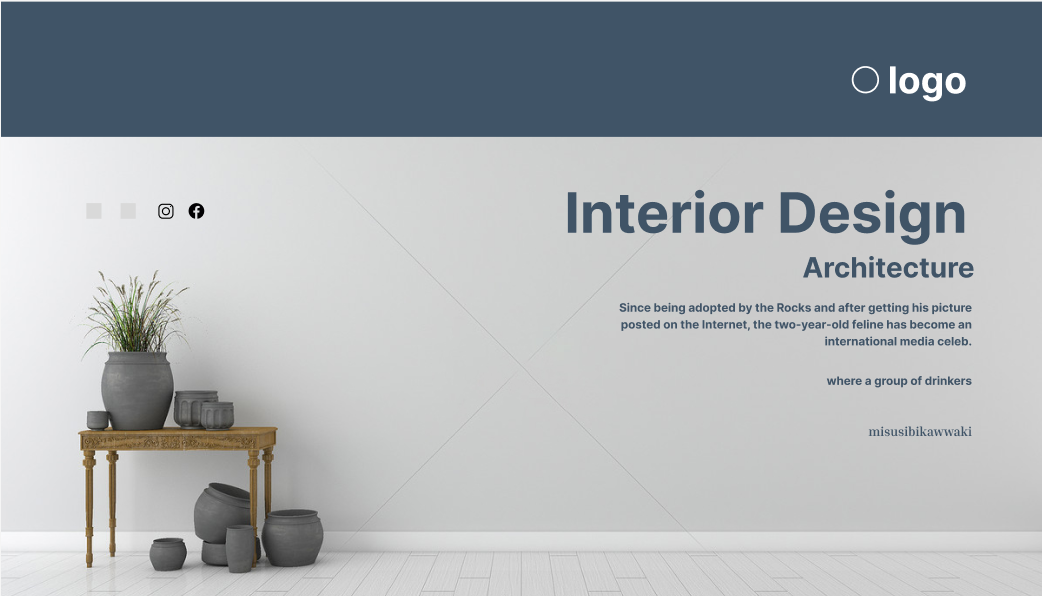 logo
Interior Design
Architecture
Since being adopted by the Rocks and after getting his picture
posted on the Internet, the two-year-old feline has become an
international media celeb.
where a group of drinkers
misusibikawwaki